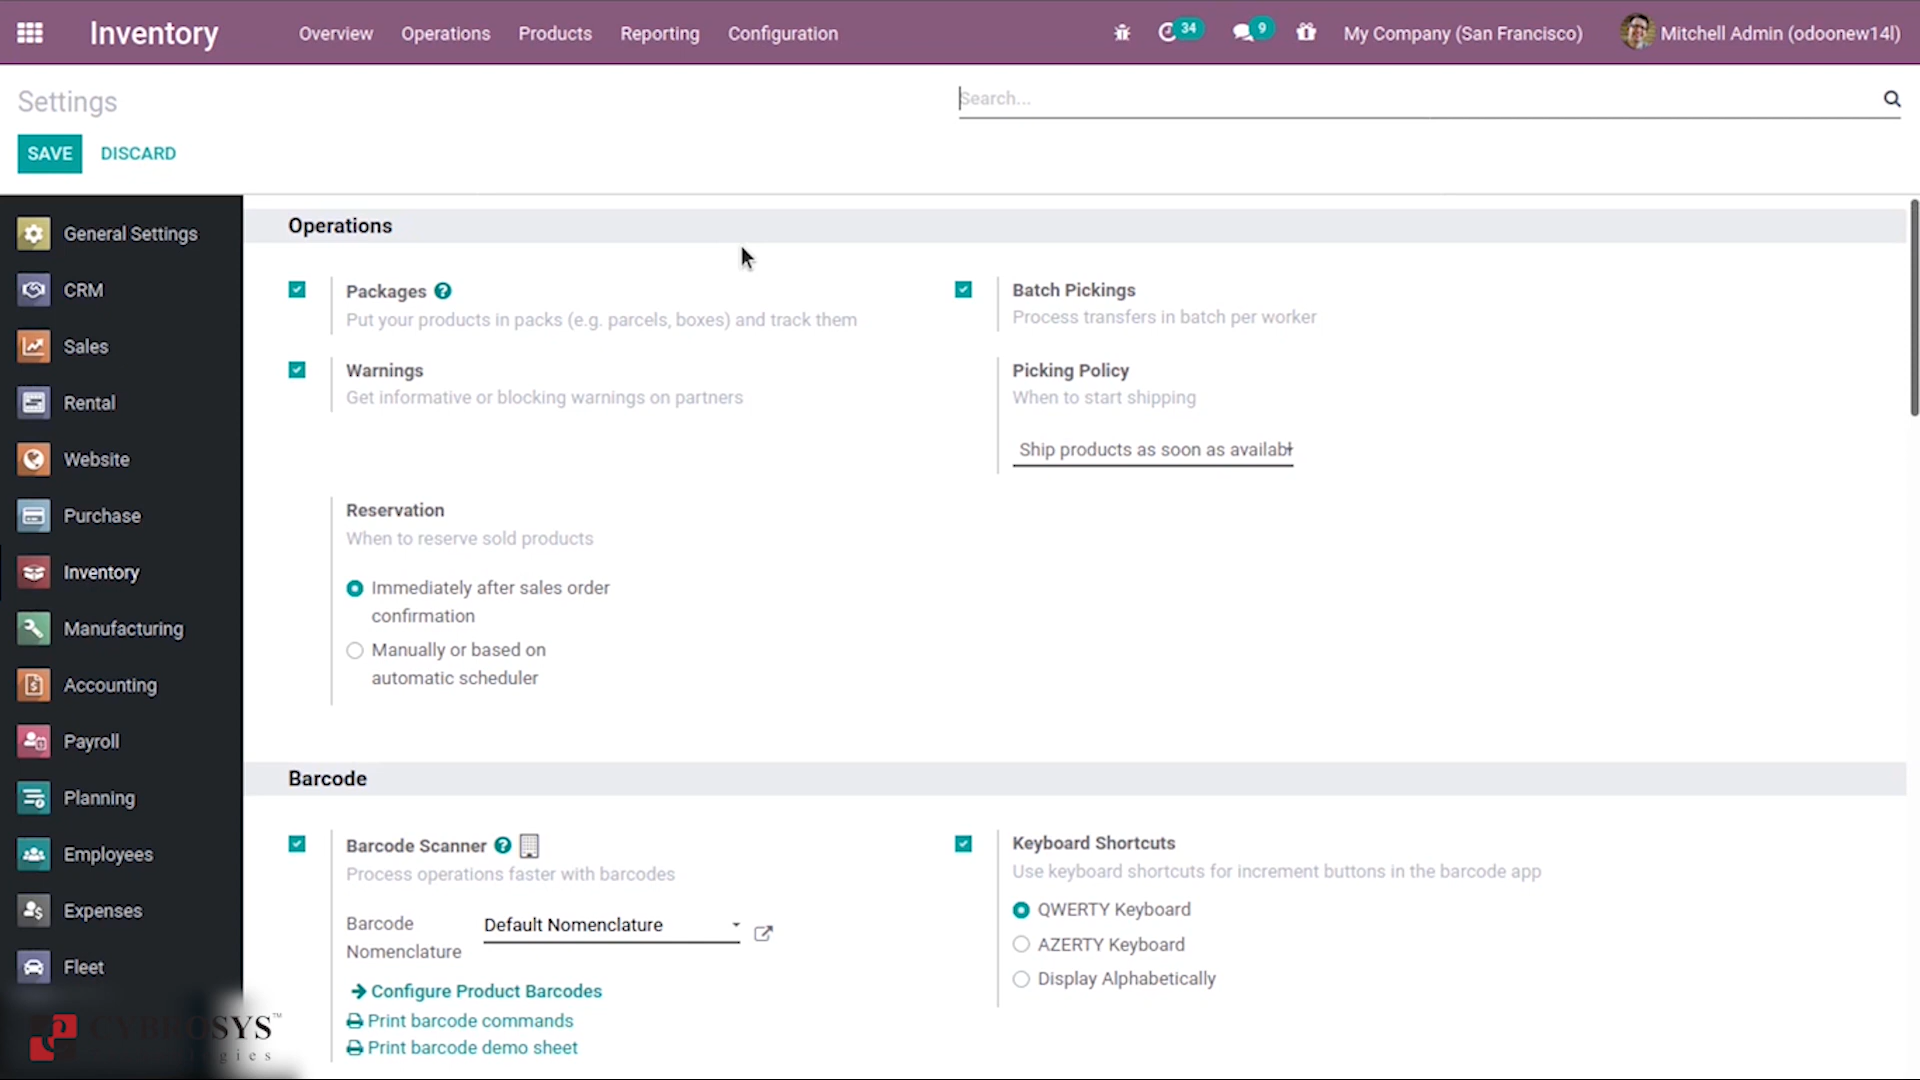 Inventory
Overview
Operations
Products
Reporting
Configuration
34
9
My Company (San Francisco)
Mitchell Admin (odoonew14l)
Settings
Search...
SAVE
DISCARD
General Settings
CRM
Sales
Rental
Website
Purchase
Inventory
Manufacturing
Accounting
Payroll
Planning
Employees
Expenses
Fleet
Operations
Packages
Put your products in packs (e.g. parcels, boxes) and track them
Batch Pickings
Process transfers in batch per worker
Warnings
Get informative or blocking warnings on partners
Picking Policy
When to start shipping
Ship products as soon as availabl
Reservation
When to reserve sold products
Immediately after sales order
confirmation
Manually or based on
automatic scheduler
Barcode
Barcode Scanner
Process operations faster with barcodes
Barcode
Nomenclature
Default Nomenclature
Configure Product Barcodes
Print barcode commands
Print barcode demo sheet
Keyboard Shortcuts
Use keyboard shortcuts for increment buttons in the barcode app
QWERTY Keyboard
AZERTY Keyboard
Display Alphabetically
CYBROSYS™